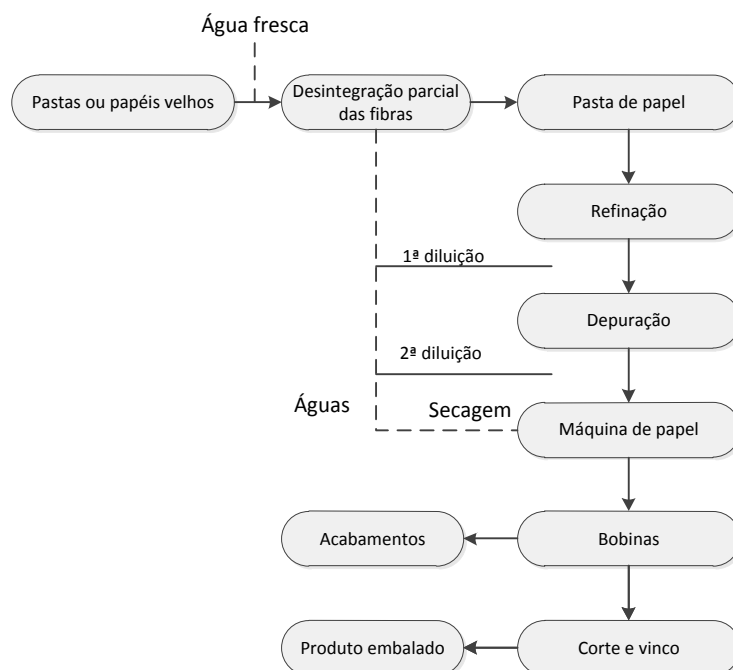 Água fresca
Pastas ou papéis velhos
Desintegração parcial
das fibras
Pasta de papel
Refinação
1ª diluição
Depuração
2ª diluição
Águas
Secagem
Máquina de papel
Acabamentos
Bobinas
Produto embalado
Corte e vinco